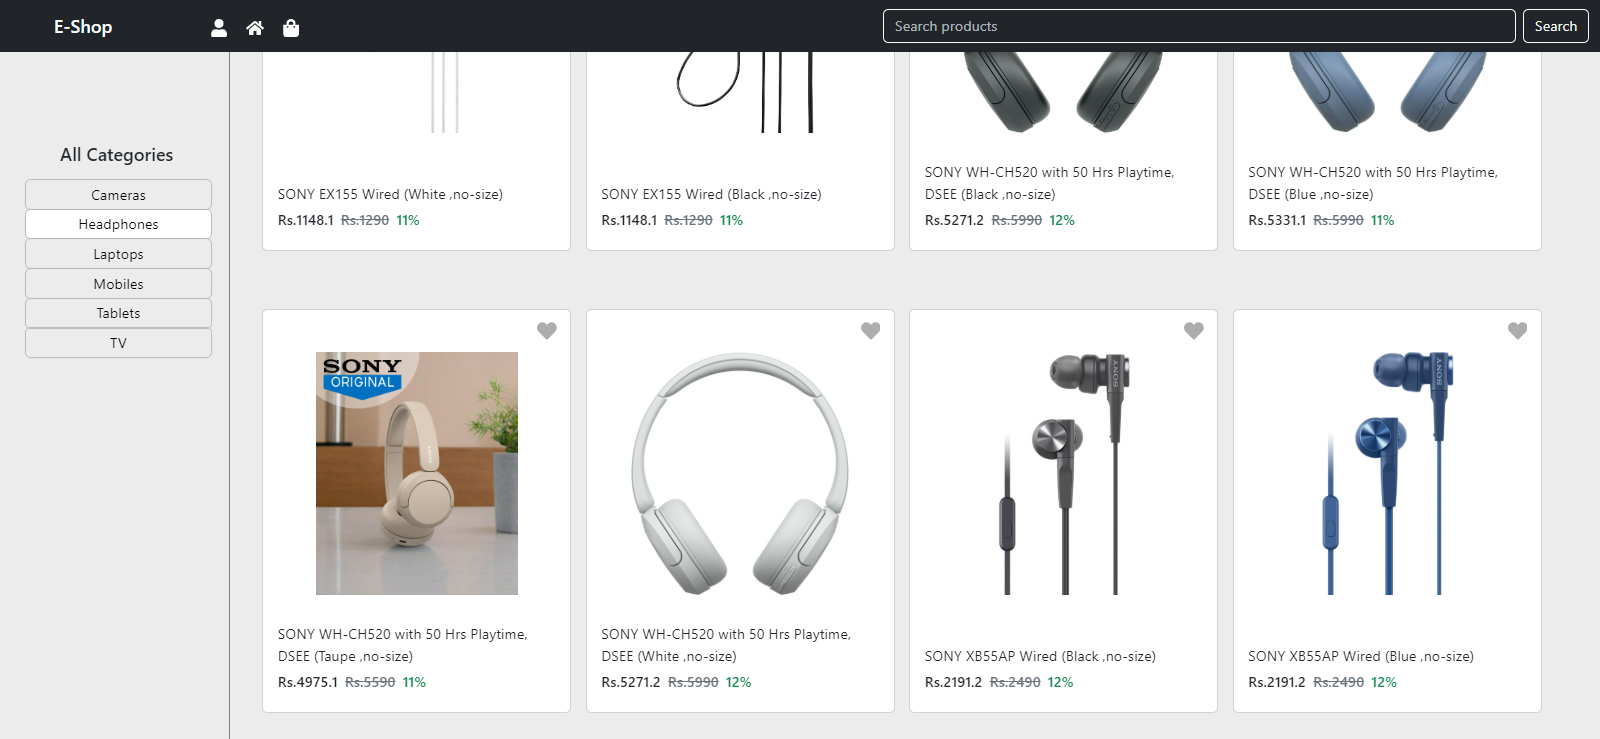 E-Shop
Search products
Search
All Categories
Cameras
Headphones
Laptops
Mobiles
Tablets
TV
SONY EX155 Wired (White ,no-size)
Rs.1148.1 Rs.1290 11%
SONY EX155 Wired (Black ,no-size)
Rs.1148.1 Rs.1290 11%
SONY WH-CH520 with 50 Hrs Playtime,
DSEE (Black ,no-size)
Rs.5271.2 Rs.5990 12%
SONY WH-CH520 with 50 Hrs Playtime,
DSEE (Blue ,no-size)
Rs.5331.1 Rs.5990 11%
SONY
ORIGINAL
SONY
SONY WH-CH520 with 50 Hrs Playtime,
DSEE (Taupe ,no-size)
Rs.4975.1 Rs.5590 11%
SONY WH-CH520 with 50 Hrs Playtime,
DSEE (White ,no-size)
Rs.5271.2 Rs.5990 12%
SONY
SONY XB55AP Wired (Black ,no-size)
Rs.2191.2 Rs.2490 12%
SONY
SONY XB55AP Wired (Blue ,no-size)
Rs.2191.2 Rs.2490 12%